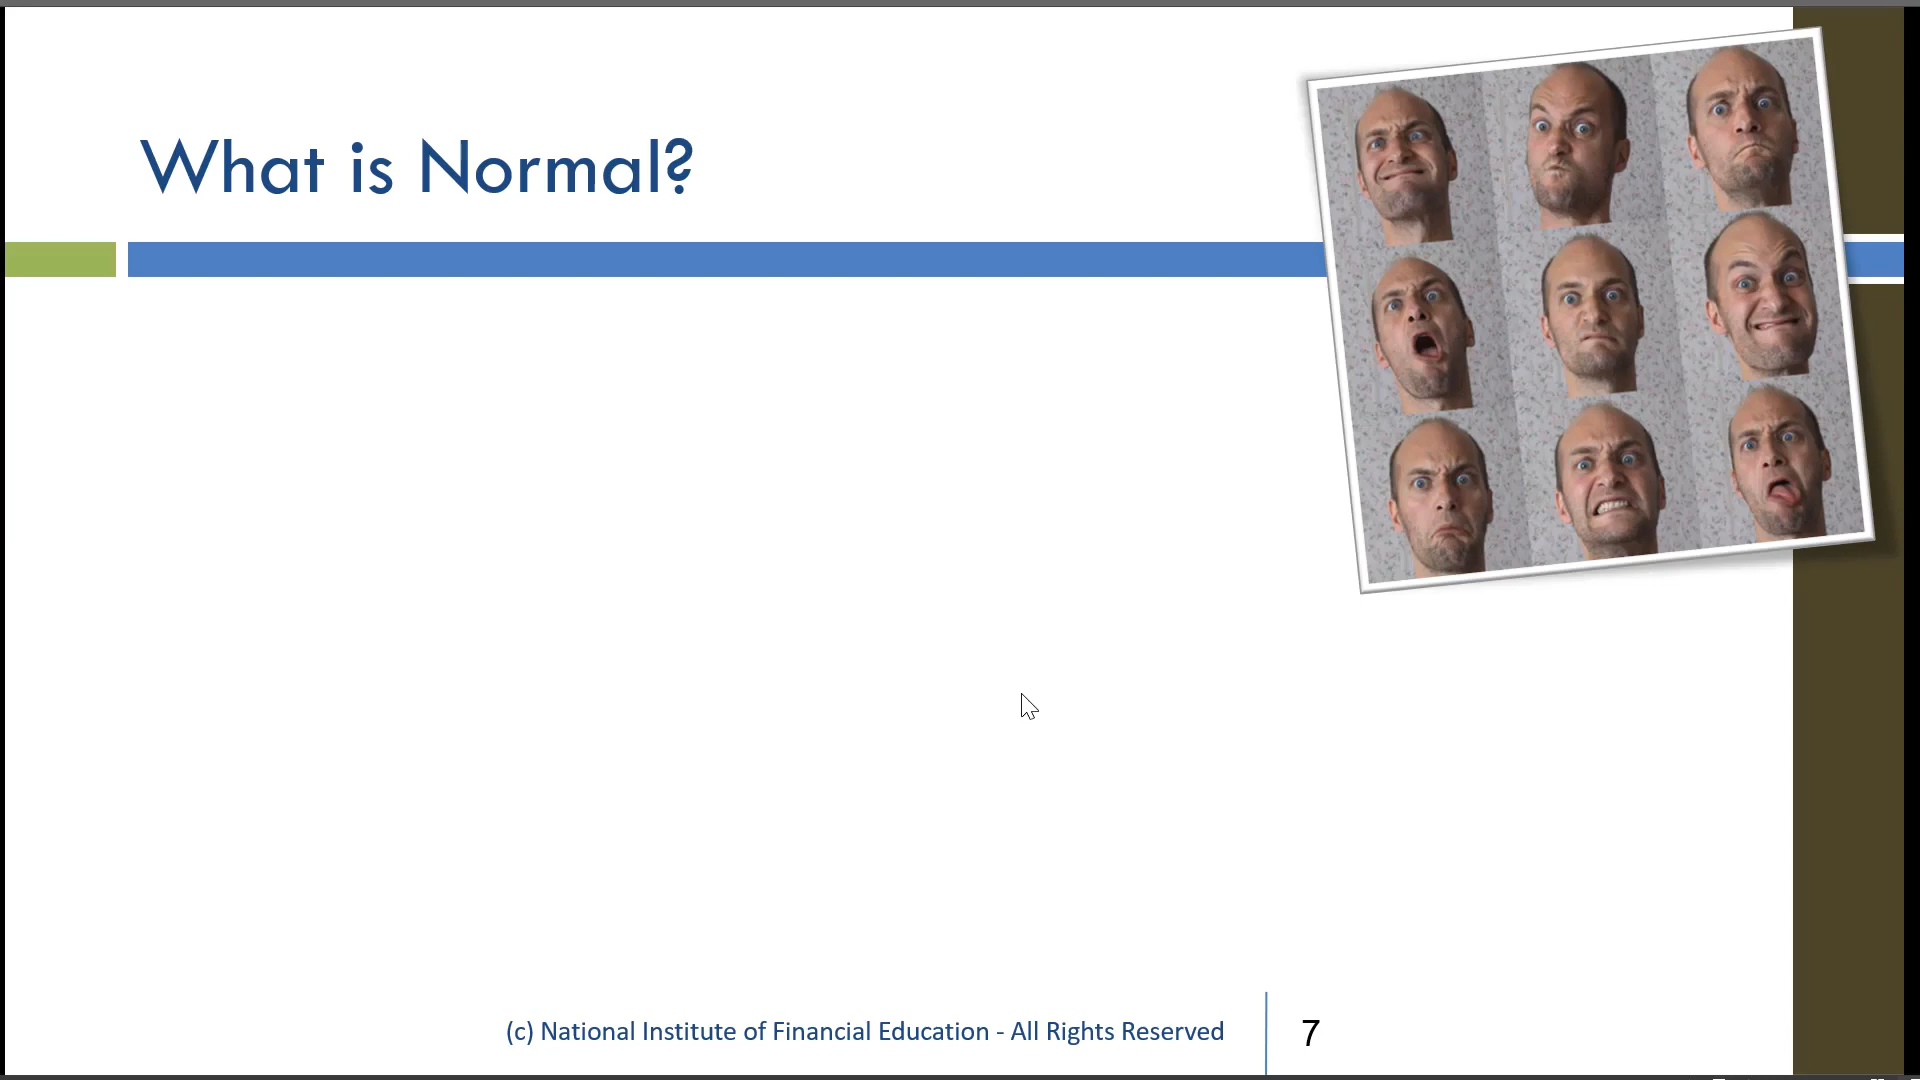 What is Normal?
(c) National Institute of Financial Education - All Rights Reserved
7